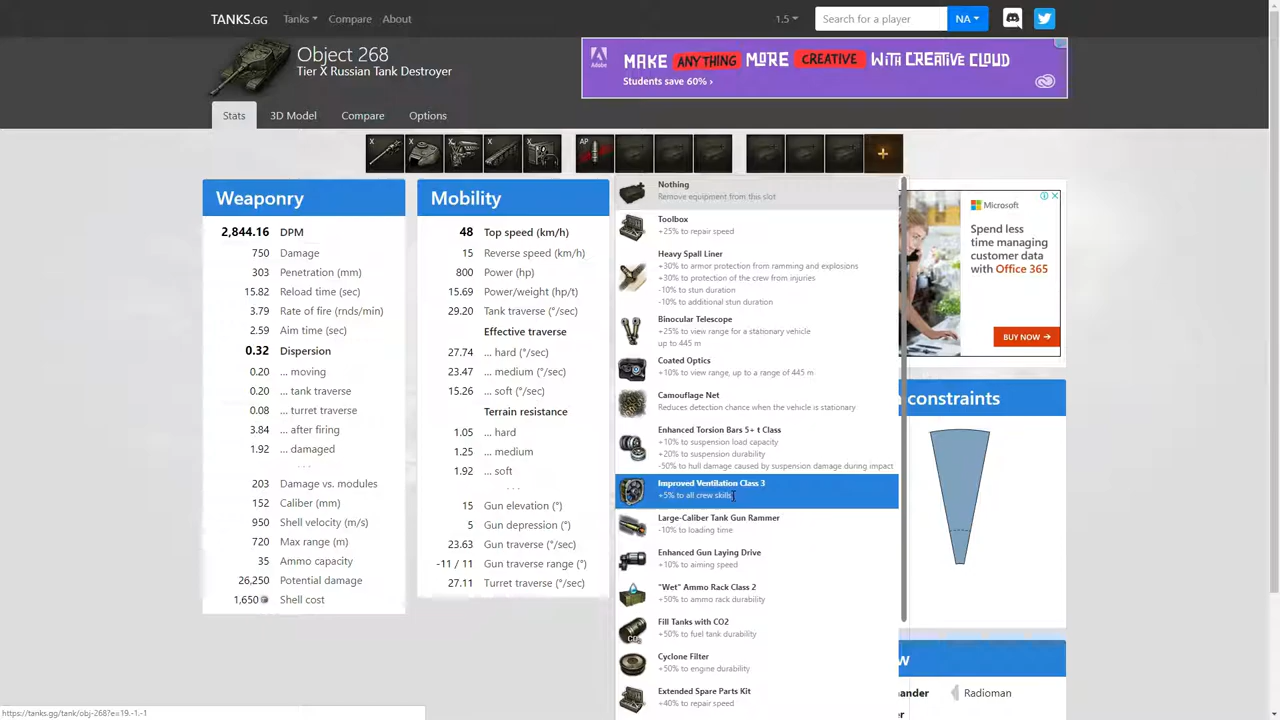 TANKS.GG
Tanks
Compare
About
1.5
Search for a player
NA
Object 268
Tier X Russian Tank Destroyer
MAKE ANYTHING MORE CREATIVE WITH CREATIVE CLOUD
Students save 60% ›
Adobe
Stats
3D Model
Compare
Options
X X X X X AP
Weaponry
2,844.16 DPM
750 Damage
303 Penetration (mm)
15.82 Reload time (sec)
3.79 Rate of fire (rnds/min)
2.59 Aim time (sec)
0.32 Dispersion
0.20 ... moving
0.20 ... tank traverse
0.08 ... turret traverse
3.84 ... after firing
1.92 ... damaged
. . .
203 Damage vs. modules
152 Caliber (mm)
950 Shell velocity (m/s)
720 Max range (m)
35 Ammo capacity
26,250 Potential damage
1,650 Shell cost
Mobility
48 Top speed (km/h)
15 Reverse speed (km/h)
800 Power (hp)
15.69 Power/weight (hp/t)
29.20 Tank traverse (°/sec)
Effective traverse
27.74 ... hard (°/sec)
23.47 ... medium (°/sec)
15.26 ... soft (°/sec)
Terrain resistance
1.05 ... hard
1.25 ... medium
1.92 ... soft
. . .
15 Gun elevation (°)
5 Gun depression (°)
23.63 Gun traverse (°/sec)
-11 / 11 Gun traverse range (°)
27.11 Turret traverse (°/sec)
Nothing
Remove equipment from this slot
Toolbox
+25% to repair speed
Heavy Spall Liner
+30% to armor protection from ramming and explosions
+30% to protection of the crew from injuries
-10% to stun duration
-10% to additional stun duration
Binocular Telescope
+25% to view range for a stationary vehicle
up to 445 m
Coated Optics
+10% to view range, up to a range of 445 m
Camouflage Net
Reduces detection chance when the vehicle is stationary
Enhanced Torsion Bars 5+ t Class
+10% to suspension load capacity
+20% to suspension durability
-50% to hull damage caused by suspension damage during impact
Improved Ventilation Class 3
+5% to all crew skills
Large-Caliber Tank Gun Rammer
-10% to loading time
Enhanced Gun Laying Drive
+10% to aiming speed
"Wet" Ammo Rack Class 2
+50% to ammo rack durability
Fill Tanks with CO2
+50% to fuel tank durability
CO2
Cyclone Filter
+50% to engine durability
Extended Spare Parts Kit
+40% to repair speed
Microsoft
Spend less
time managing
customer data
with Office 365
BUY NOW →
n constraints
w
ander
Radioman
er
https://tanks.gg/tank/obj-268?e=19.-1.-1